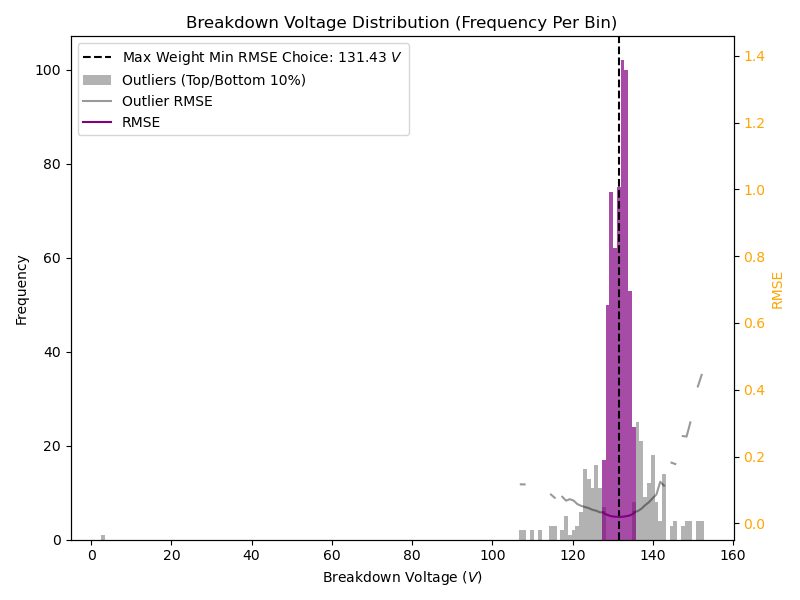 Breakdown Voltage Distribution (Frequency Per Bin)
Max Weight Min RMSE Choice: 131.43 V
Outliers (Top/Bottom 10%)
Outlier RMSE
RMSE
Frequency
100
80
60
40
20
0
1.4
1.2
1.0
0.8
0.6
0.4
0.2
0.0
RMSE
0 20 40 60 80 100 120 140 160
Breakdown Voltage (V)